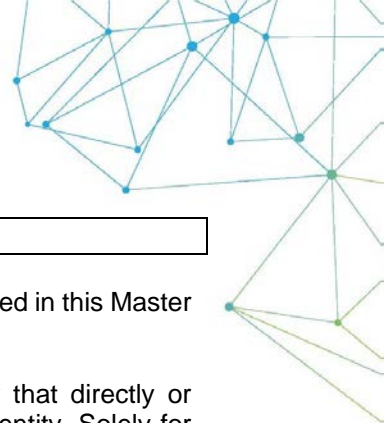 ed in this Master
that directly or
entity. Solely for